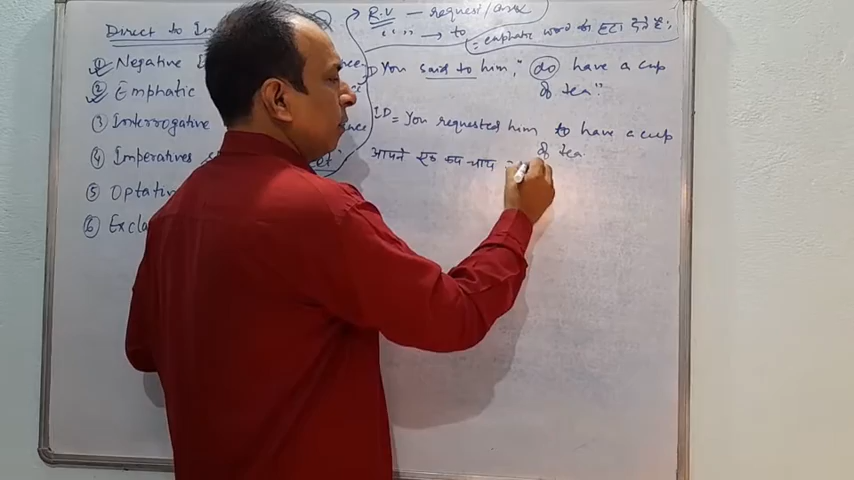 Direct to In
① Negative
② Emphatic
③ Interrogative
④ Imperatives
⑤ Optati
⑥ Excla
R.V — request / ask
" " → to
emphatic word को हटा देते हैं।
You said to him, "do have a cup
of tea."
ID = You requested him to have a cup
of tea
आपने एक कप चाय